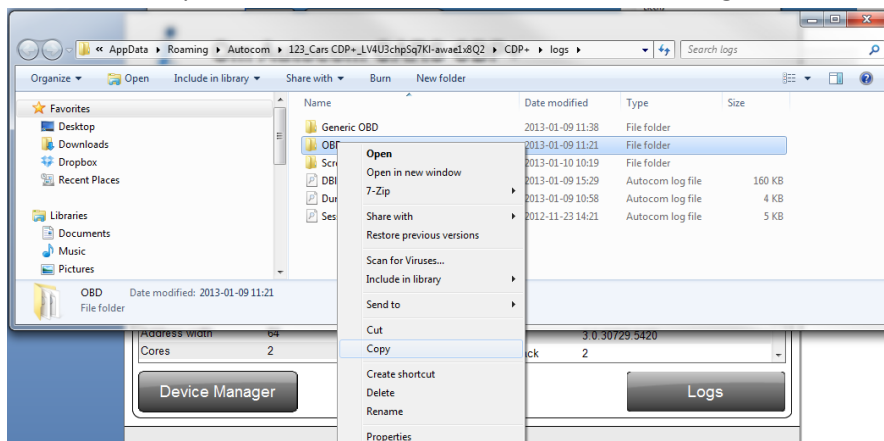 « AppData ▸ Roaming ▸ Autocom ▸ 123_Cars CDP+_LV4U3chpSq7KI-awae1x8Q2 ▸ CDP+ ▸ logs ▸
Search logs
Organize Open Include in library Share with Burn New folder
Name Date modified Type Size
Favorites
Desktop
Downloads
Dropbox
Recent Places
Libraries
Documents
Music
Pictures
Generic OBD 2013-01-09 11:38 File folder
2013-01-09 11:21 File folder
2013-01-10 10:19 File folder
2013-01-09 15:29 Autocom log file 160 KB
2013-01-09 10:58 Autocom log file 4 KB
2012-11-23 14:21 Autocom log file 5 KB
Open
Open in new window
7-Zip
Share with
Restore previous versions
Scan for Viruses...
Include in library
Send to
Cut
Copy
Create shortcut
Delete
Rename
Properties
OBD Date modified: 2013-01-09 11:21
File folder
Address width 64 3.0.30729.5420
Cores 2 2
Device Manager
Logs